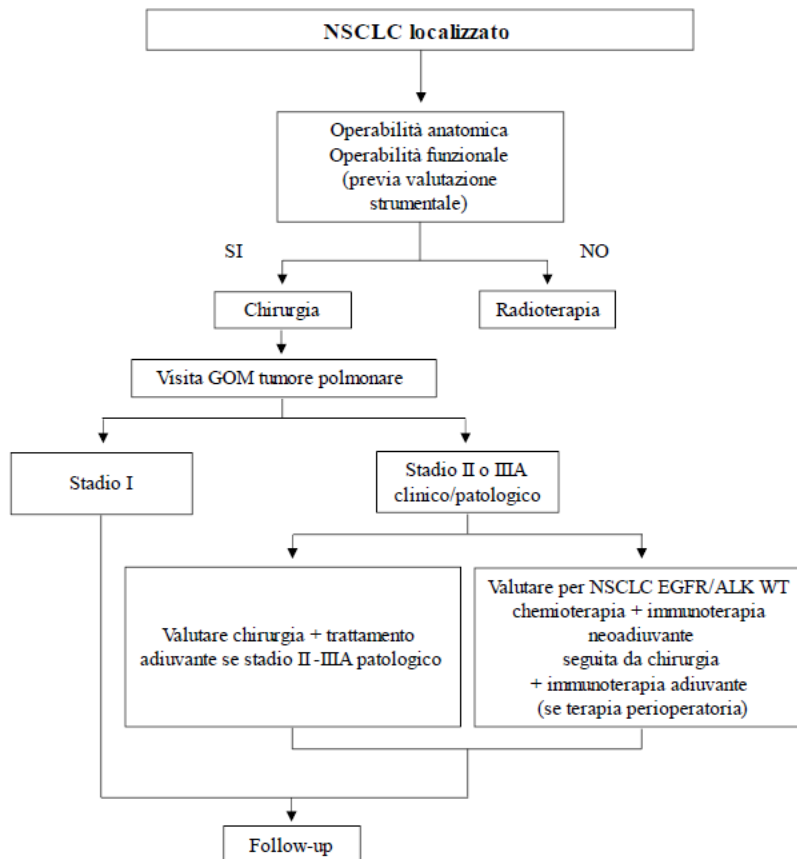 NSCLC localizzato
Operabilità anatomica
Operabilità funzionale
(previa valutazione
strumentale)
SI
NO
Chirurgia
Radioterapia
Visita GOM tumore polmonare
Stadio I
Stadio II o IIIA
clinico/patologico
Valutare chirurgia + trattamento
adiuvante se stadio II-IIIA patologico
Valutare per NSCLC EGFR/ALK WT
chemioterapia + immunoterapia
neoadiuvante
seguita da chirurgia
+ immunoterapia adiuvante
(se terapia perioperatoria)
Follow-up